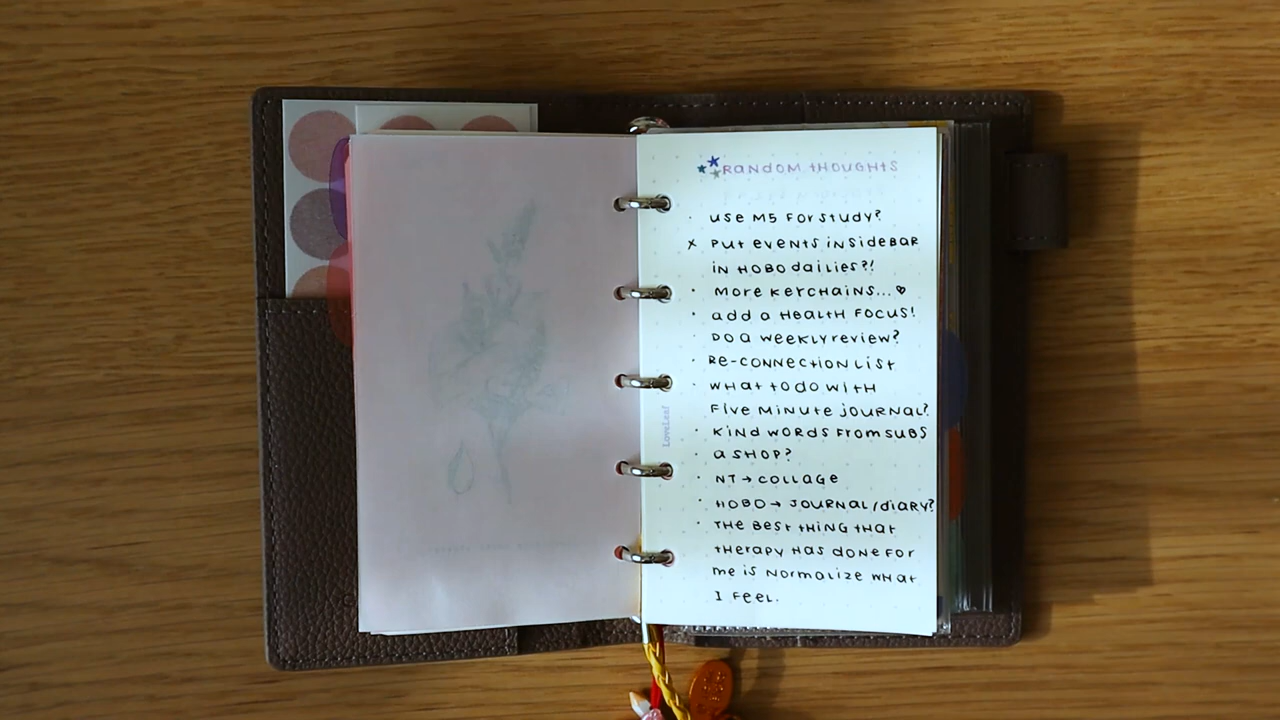 RANDOM THOUGHTS
· USE M5 FOR STUDY?
x PUT EVENTS IN SIDEBAR
IN HOBO dailies?!
· MORE KEYCHAINS...♡
· add a HEALTH FOCUS!
· DO a weekly review?
· RE-CONNECTION LIST
· WHAT TO DO WITH
FIVE MINUTE JOURNAL?
· KIND WORDS FROM SUBS
· a SHOP?
· NT → COLLAGE
· HOBO → JOURNAL/diARY?
· THE BEST THING THAT
THERAPY HAS DONE FOR
me is NORMALIZE WHAT
I FEEL.
LoveLeaf